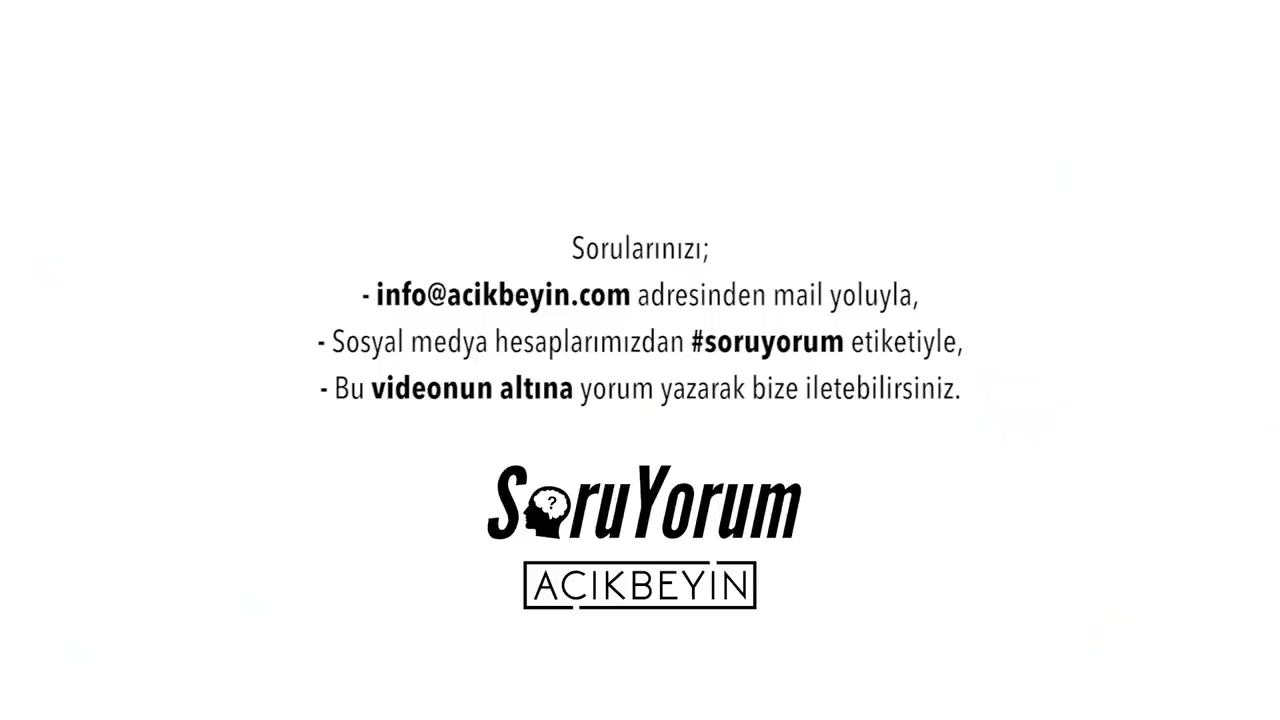 Sorularınızı;
- info@acikbeyin.com adresinden mail yoluyla,
- Sosyal medya hesaplarımızdan #soruyorum etiketiyle,
- Bu videonun altına yorum yazarak bize iletebilirsiniz.
SoruYorum
AÇIKBEYİN